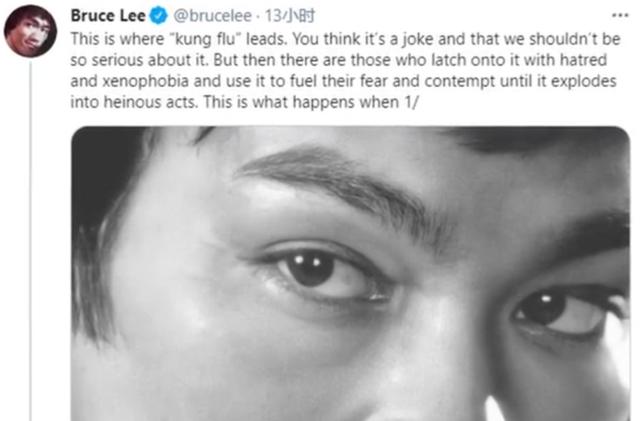 Bruce Lee @brucelee · 13小时
This is where "kung flu" leads. You think it's a joke and that we shouldn't be
so serious about it. But then there are those who latch onto it with hatred
and xenophobia and use it to fuel their fear and contempt until it explodes
into heinous acts. This is what happens when 1/